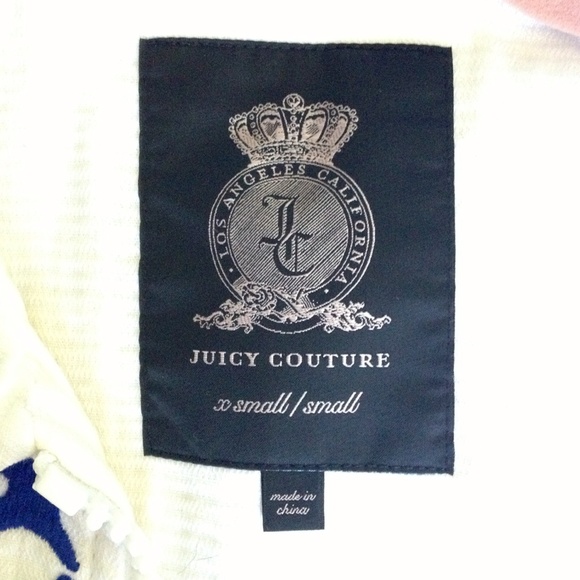 LOS ANGELES CALIFORNIA
JC
JUICY COUTURE
x small / small
made in
china